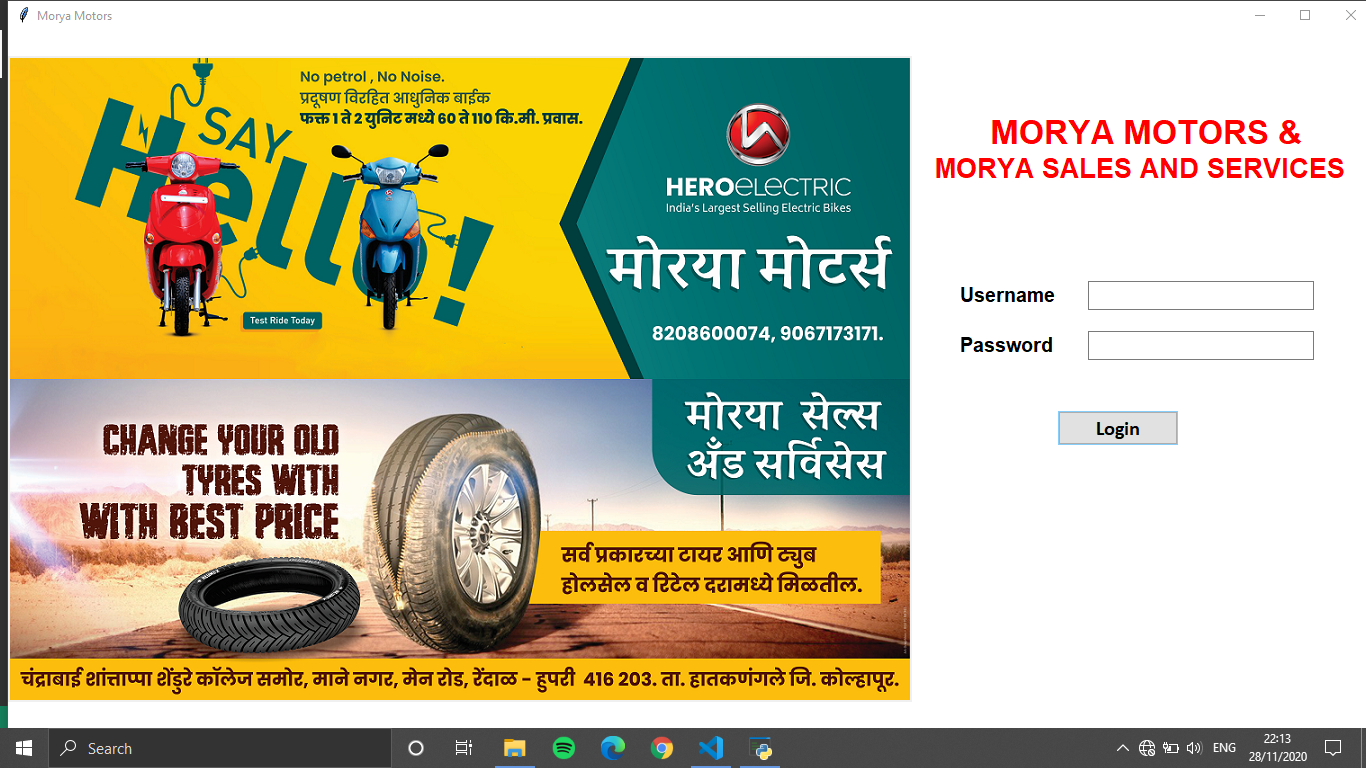 Morya Motors
No petrol , No Noise.
प्रदूषण विरहित आधुनिक बाईक
फक्त 1 ते 2 युनिट मध्ये 60 ते 110 कि.मी. प्रवास.
SAY
Hello!
Test Ride Today
HERO electric
India's Largest Selling Electric Bikes
मोरया मोटर्स
8208600074, 9067173171.
CHANGE YOUR OLD
TYRES WITH
WITH BEST PRICE
मोरया सेल्स
अँड सर्विसेस
सर्व प्रकारच्या टायर आणि ट्युब
होलसेल व रिटेल दरामध्ये मिळतील.
चंद्राबाई शांत्ताप्पा शेंडुरे कॉलेज समोर, माने नगर, मेन रोड, रेंदाळ - हुपरी 416 203. ता. हातकणंगले जि. कोल्हापूर.
MORYA MOTORS &
MORYA SALES AND SERVICES
Username
Password
Login
Search
ENG
22:13
28/11/2020